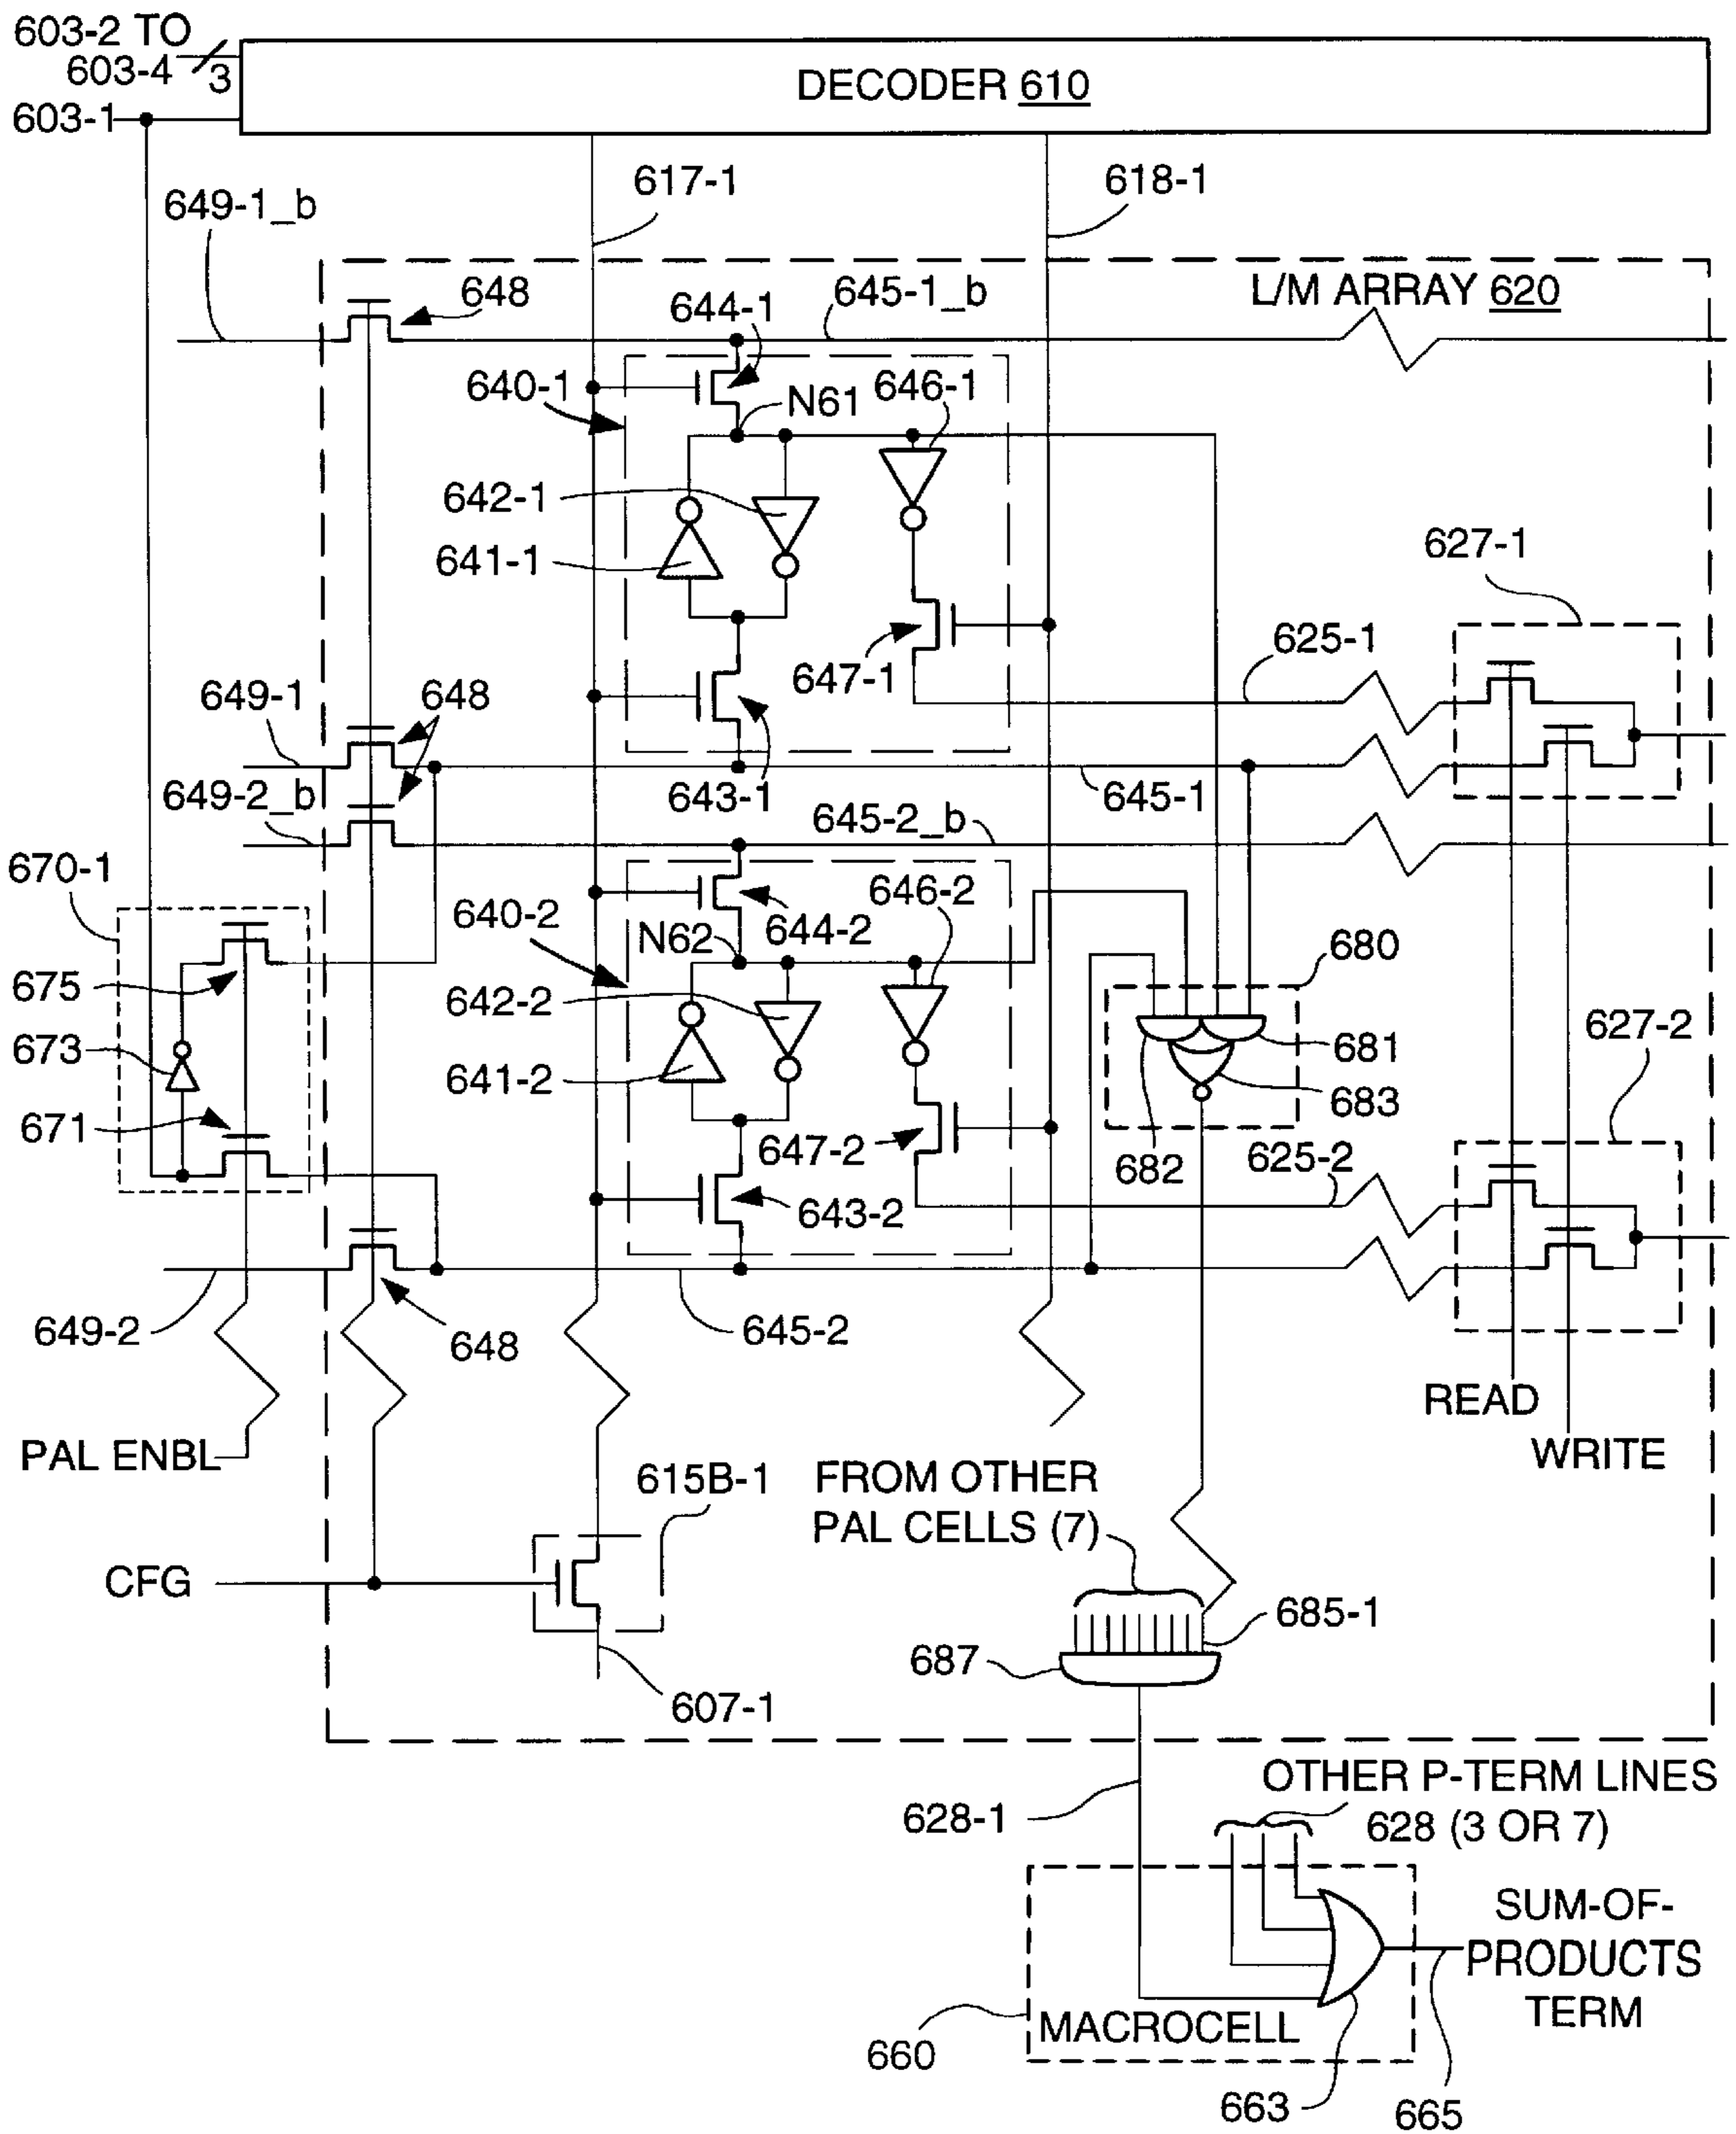 603-2 TO
603-4
3
603-1
DECODER 610
617-1
618-1
649-1_b
648
644-1
645-1_b
L/M ARRAY 620
640-1
N61
646-1
642-1
641-1
627-1
647-1
625-1
649-1
648
643-1
645-1
649-2_b
645-2_b
670-1
640-2
646-2
N62
644-2
680
675
642-2
627-2
673
641-2
681
683
671
647-2
682
625-2
643-2
649-2
648
645-2
READ
WRITE
PAL ENBL
615B-1
FROM OTHER
PAL CELLS (7)
CFG
685-1
687
607-1
OTHER P-TERM LINES
628 (3 OR 7)
628-1
SUM-OF-
PRODUCTS
TERM
MACROCELL
660
663
665